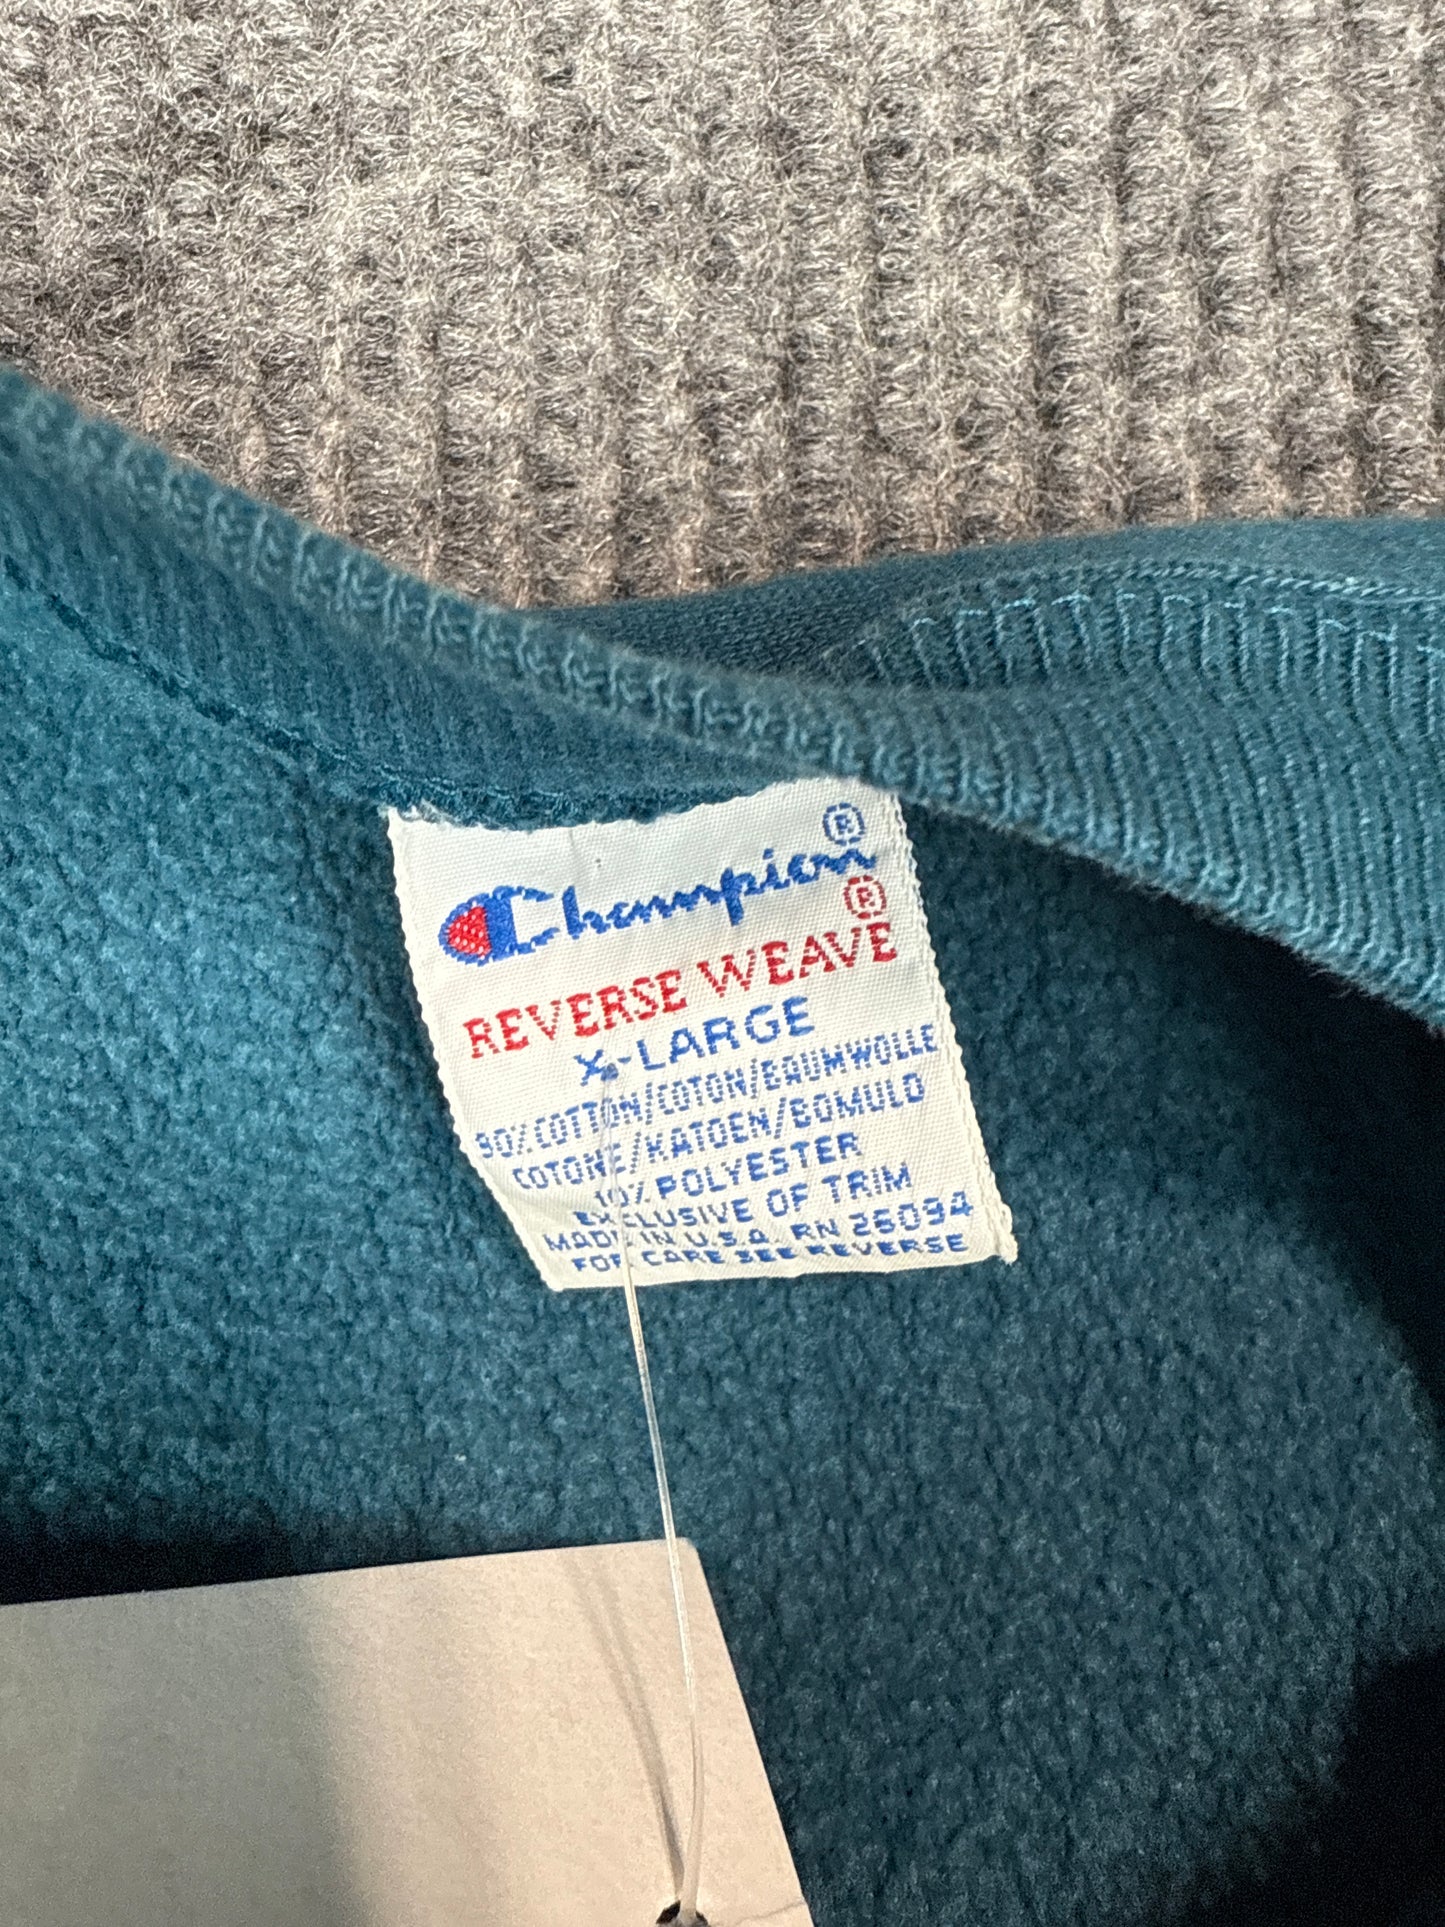 Champion®
REVERSE WEAVE®
X-LARGE
90% COTTON/COTON/BAUMWOLLE
COTONE/KATOEN/BOMULD
10% POLYESTER
EXCLUSIVE OF TRIM
MADE IN U.S.A. RN 26094
FOR CARE SEE REVERSE